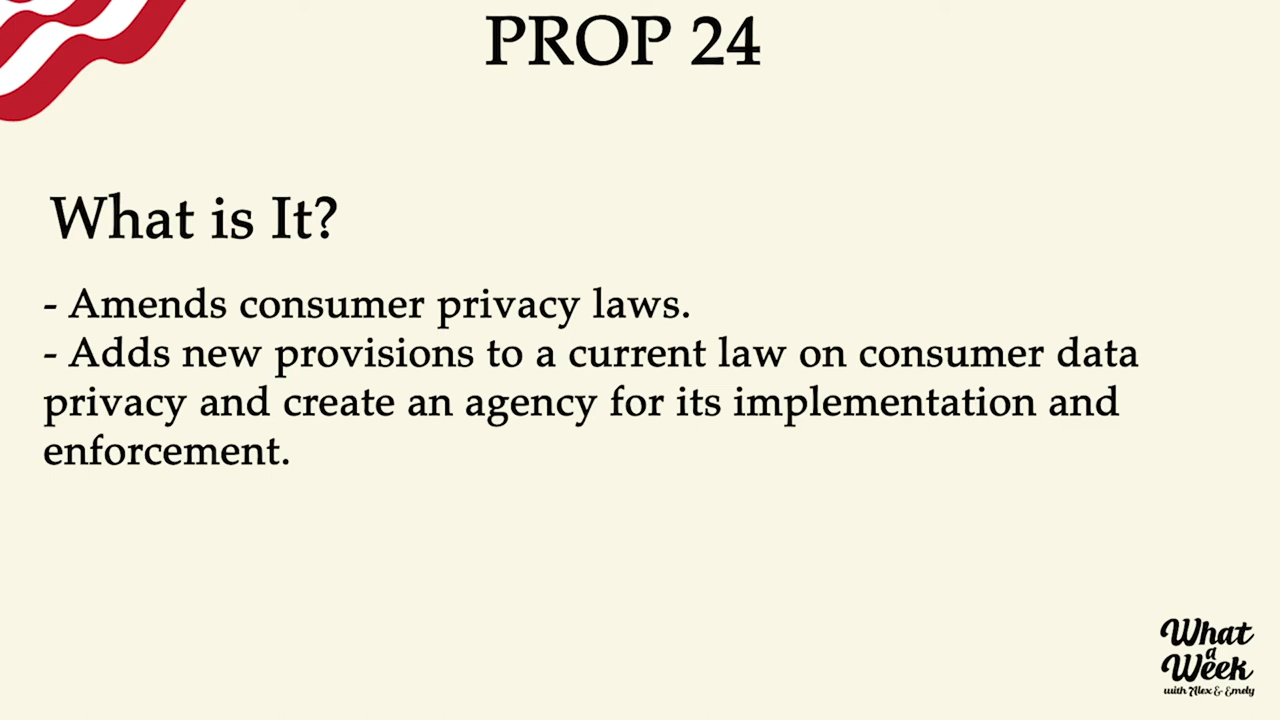 PROP 24
What is It?
- Amends consumer privacy laws.
- Adds new provisions to a current law on consumer data
privacy and create an agency for its implementation and
enforcement.
What
a
Week
with Alex & Emely